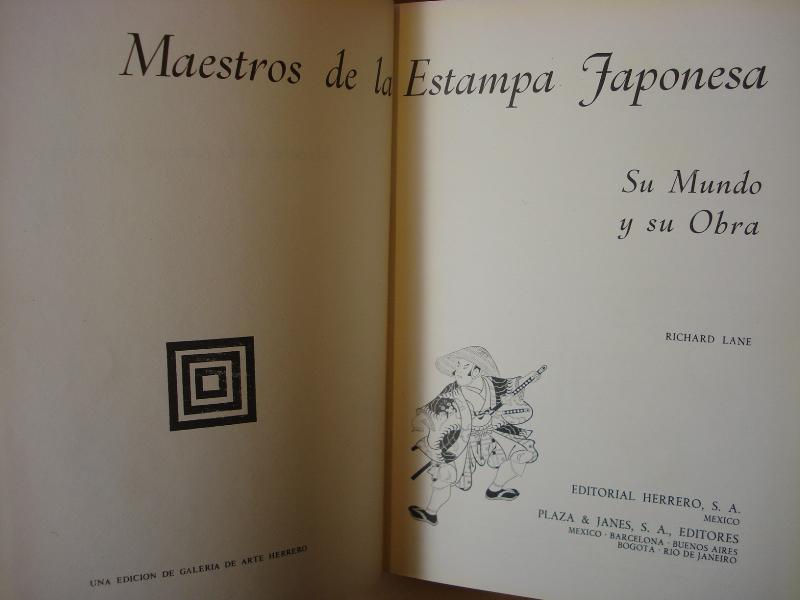 Maestros de la Estampa Japonesa
Su Mundo
y su Obra
RICHARD LANE
EDITORIAL HERRERO, S. A.
MEXICO
PLAZA & JANES, S. A., EDITORES
MEXICO · BARCELONA · BUENOS AIRES
BOGOTA · RIO DE JANEIRO
UNA EDICION DE GALERIA DE ARTE HERRERO